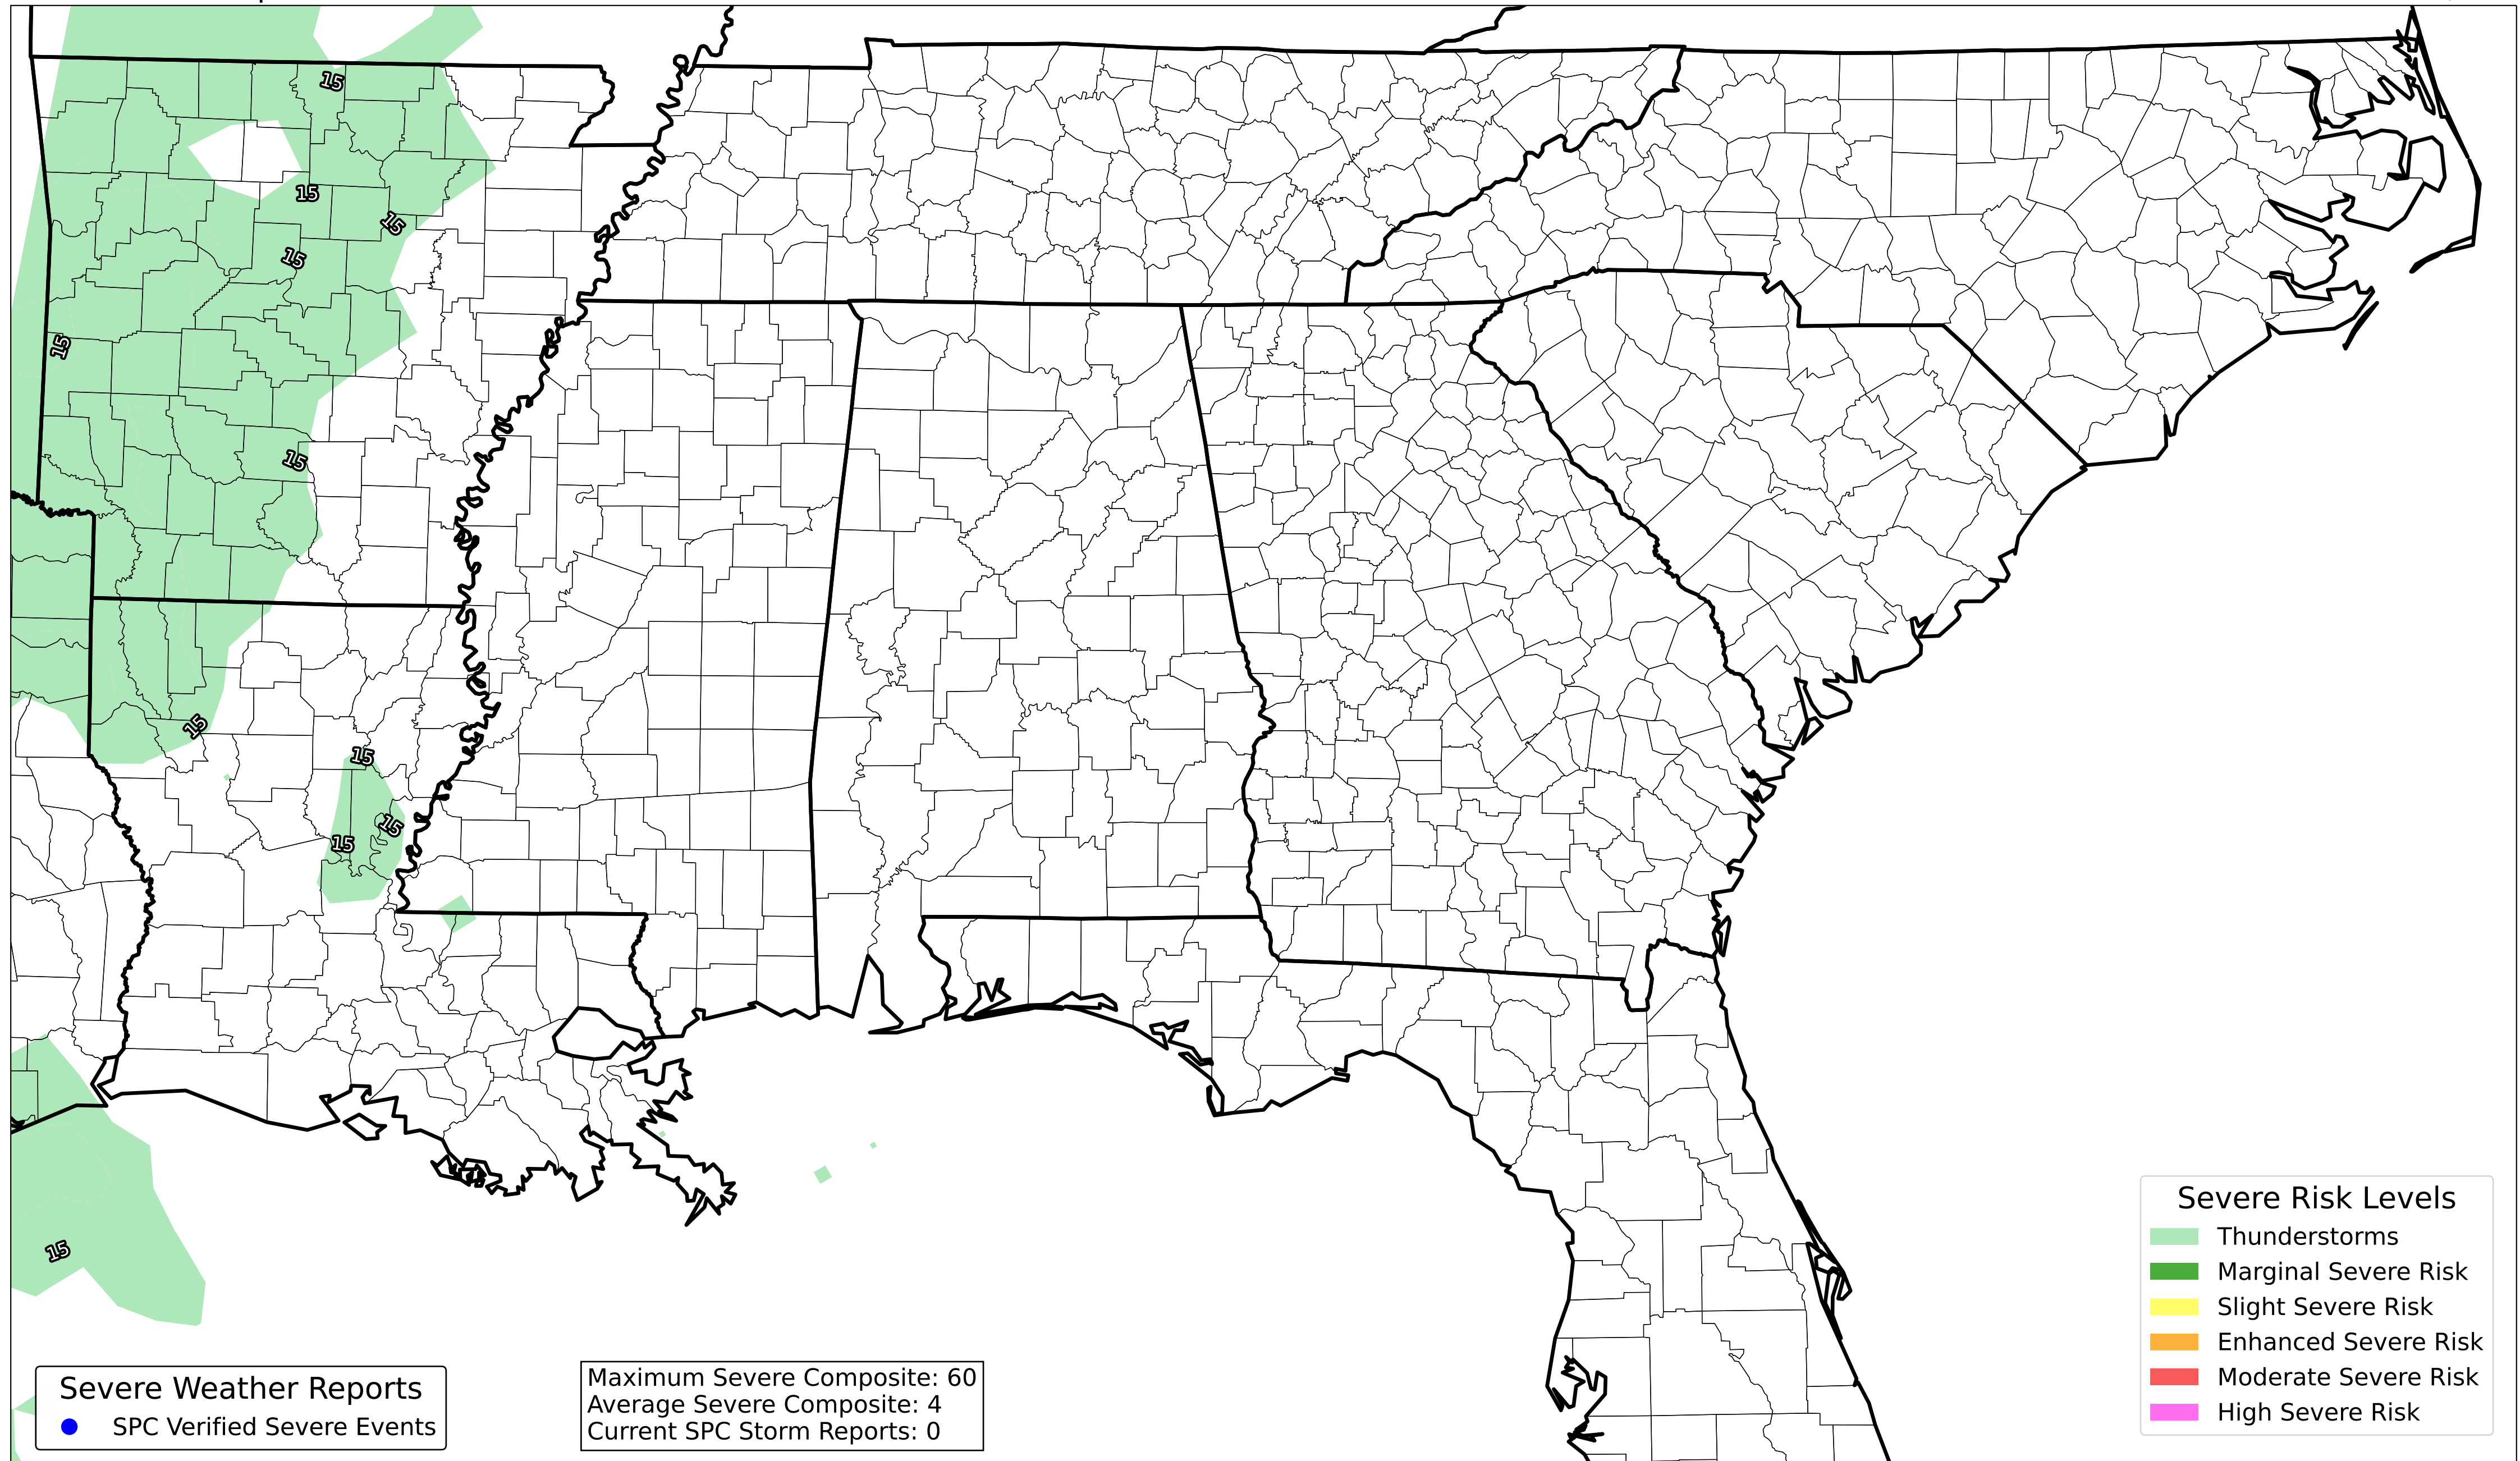 15
15
15
15
15
15
15
15
15
15
15
Severe Risk Levels
Thunderstorms
Marginal Severe Risk
Slight Severe Risk
Enhanced Severe Risk
Moderate Severe Risk
High Severe Risk
Severe Weather Reports
SPC Verified Severe Events
Maximum Severe Composite: 60
Average Severe Composite: 4
Current SPC Storm Reports: 0